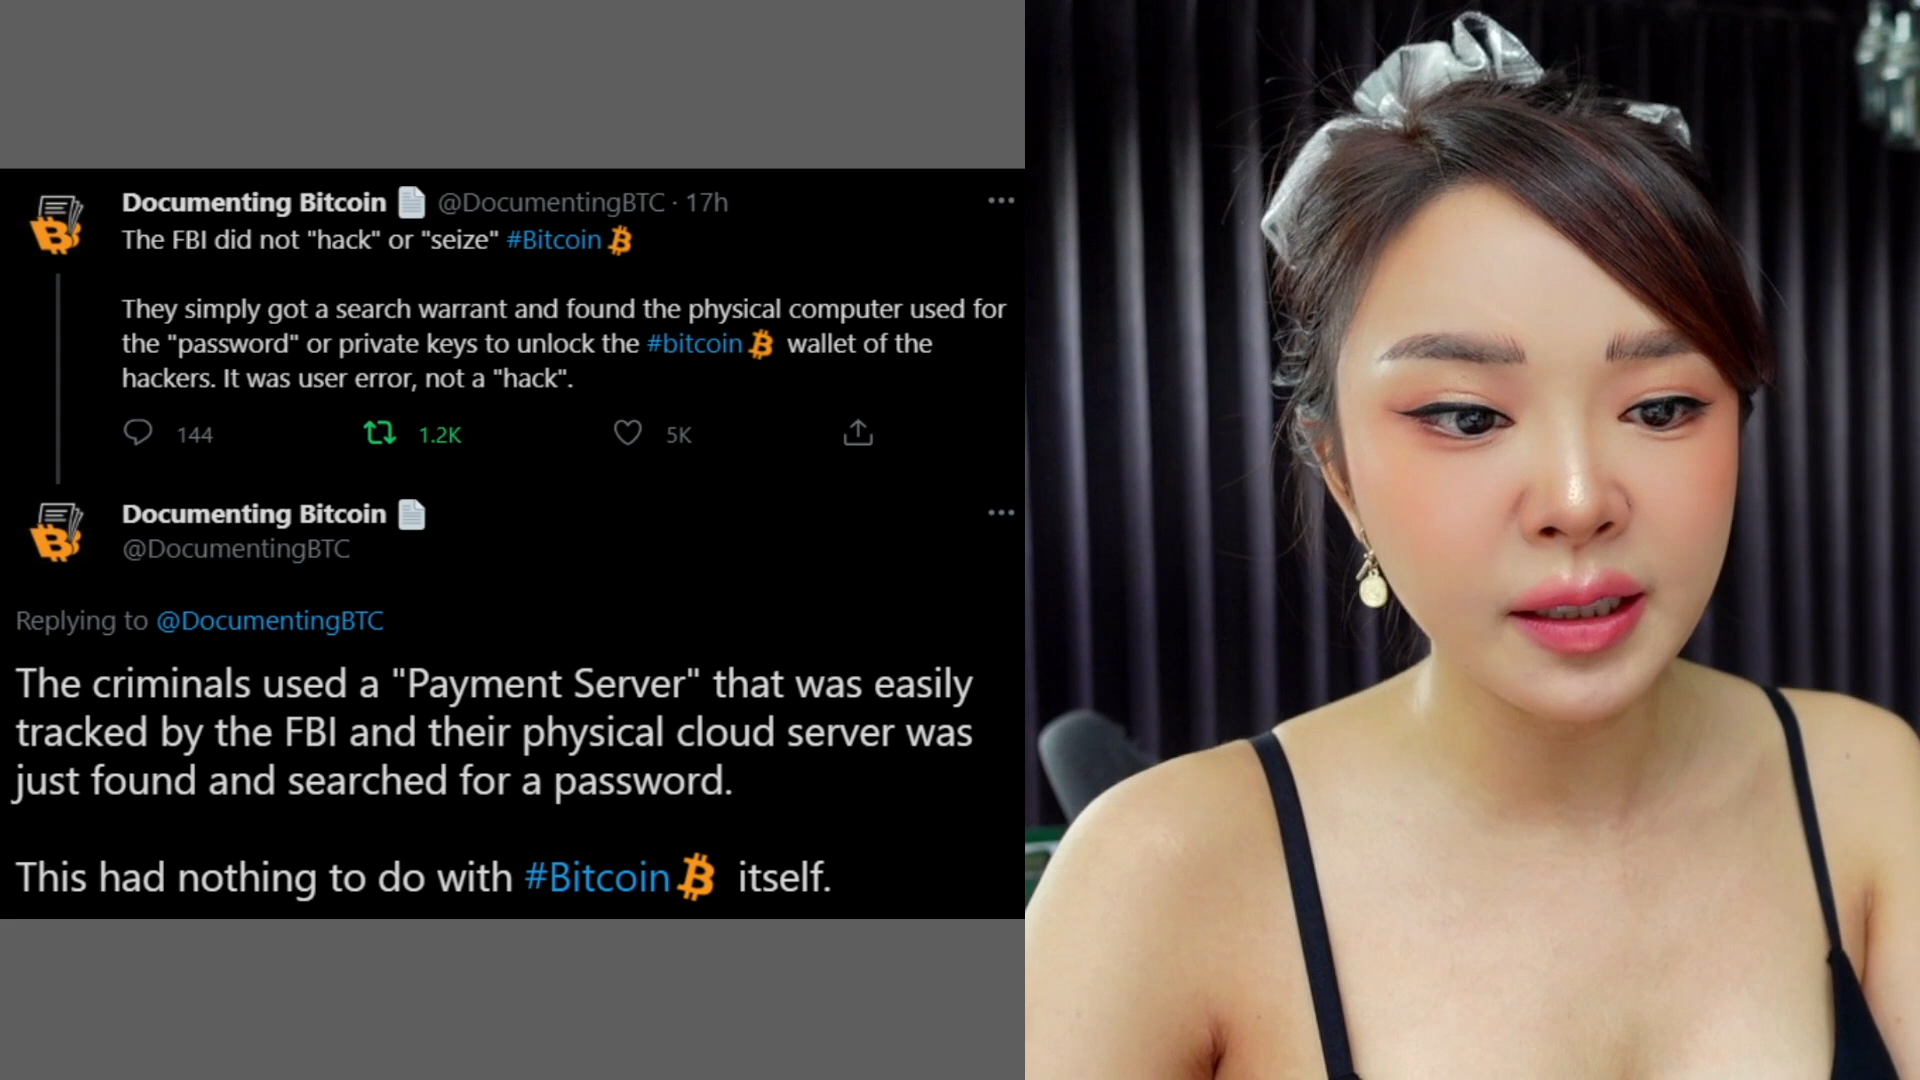 Documenting Bitcoin @DocumentingBTC · 17h
The FBI did not "hack" or "seize" #Bitcoin
They simply got a search warrant and found the physical computer used for
the "password" or private keys to unlock the #bitcoin wallet of the
hackers. It was user error, not a "hack".
144 1.2K 5K
Documenting Bitcoin
@DocumentingBTC
Replying to @DocumentingBTC
The criminals used a "Payment Server" that was easily
tracked by the FBI and their physical cloud server was
just found and searched for a password.
This had nothing to do with #Bitcoin itself.